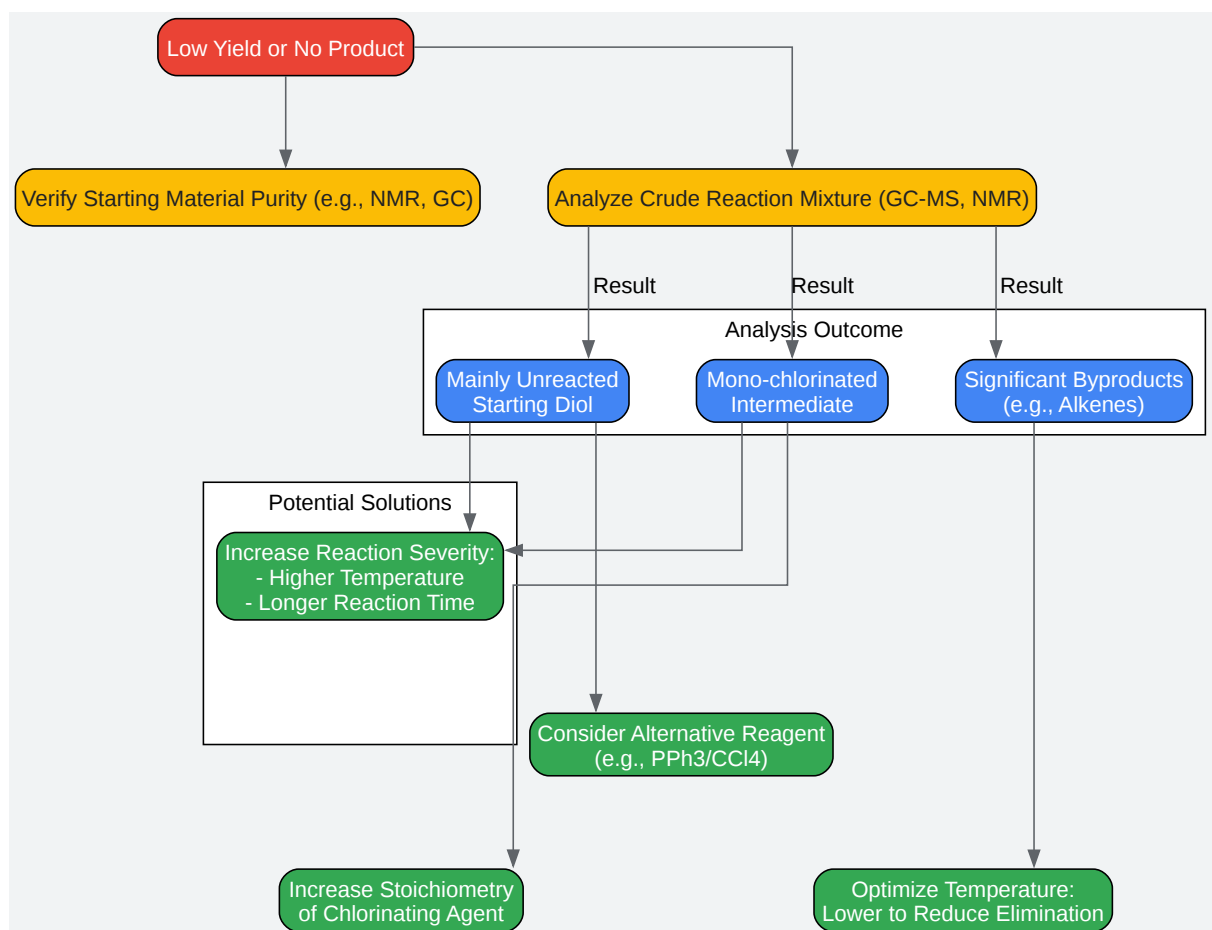 Low Yield or No Product
Verify Starting Material Purity (e.g., NMR, GC)
Analyze Crude Reaction Mixture (GC-MS, NMR)
Result
Result
Result
Analysis Outcome
Mainly Unreacted
Starting Diol
Mono-chlorinated
Intermediate
Significant Byproducts
(e.g., Alkenes)
Potential Solutions
Increase Reaction Severity:
- Higher Temperature
- Longer Reaction Time
Consider Alternative Reagent
(e.g., PPh3/CCl4)
Increase Stoichiometry
of Chlorinating Agent
Optimize Temperature:
Lower to Reduce Elimination